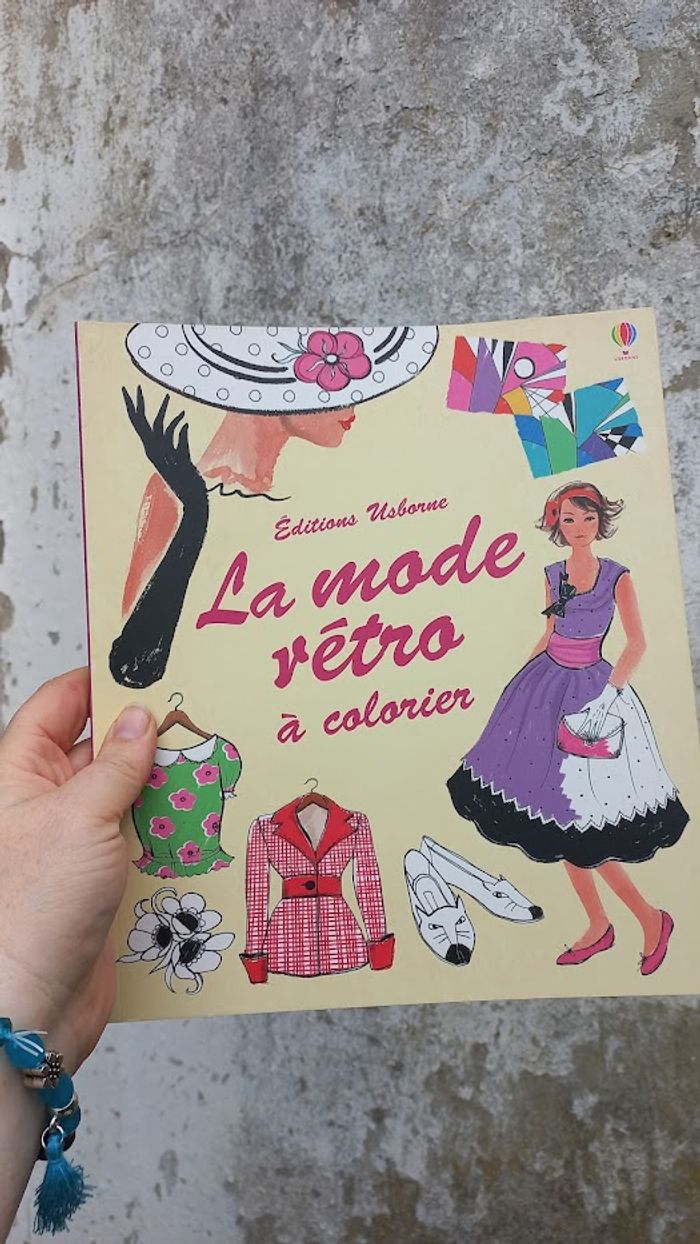 Éditions Usborne
La mode
rétro
à colorier